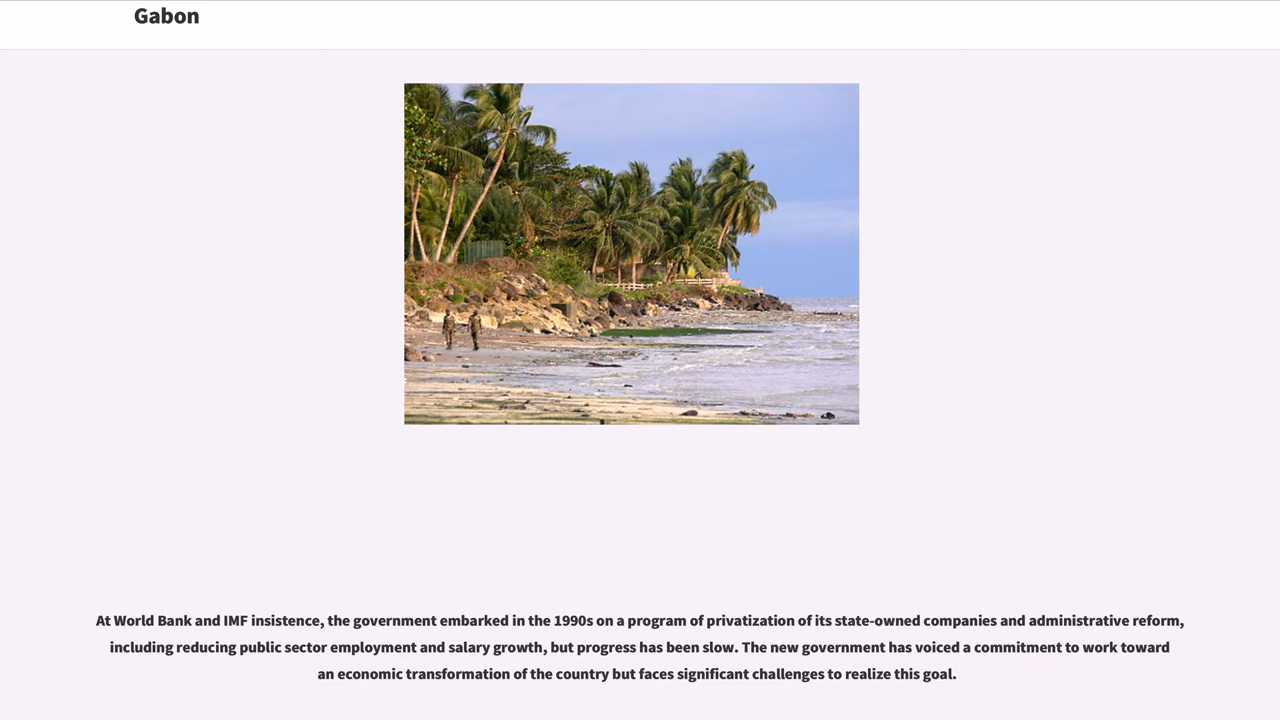 Gabon
At World Bank and IMF insistence, the government embarked in the 1990s on a program of privatization of its state-owned companies and administrative reform,
including reducing public sector employment and salary growth, but progress has been slow. The new government has voiced a commitment to work toward
an economic transformation of the country but faces significant challenges to realize this goal.